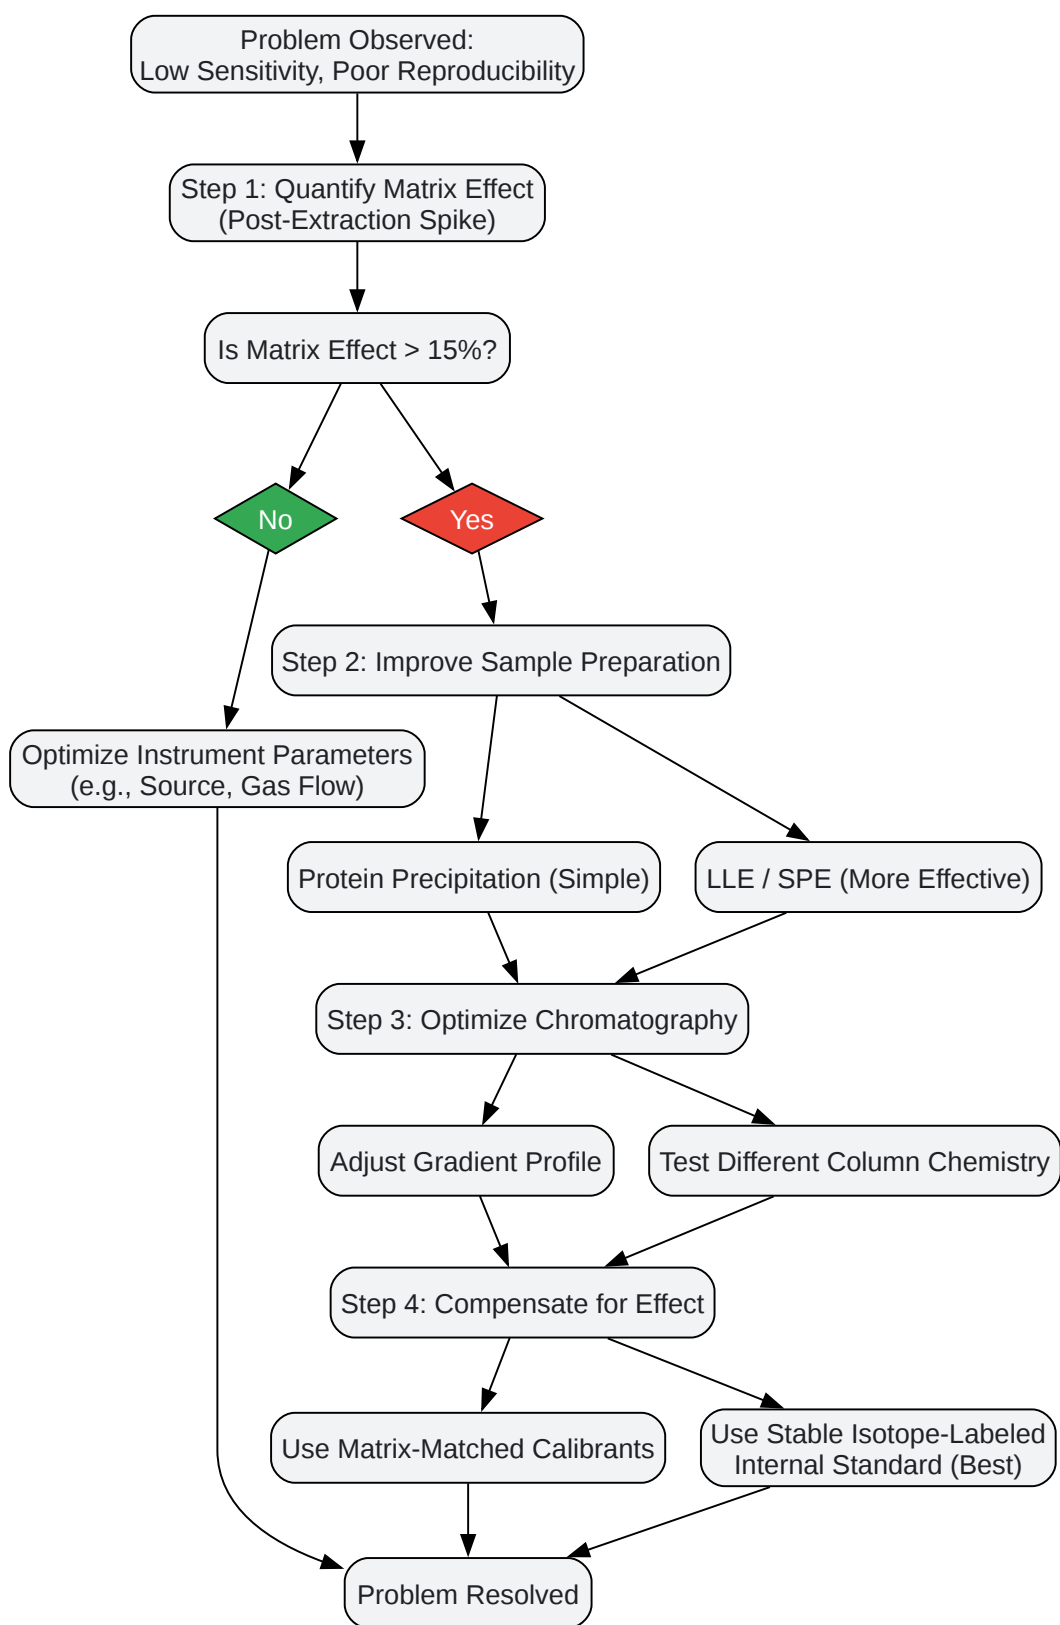 Problem Observed:
Low Sensitivity, Poor Reproducibility
Step 1: Quantify Matrix Effect
(Post-Extraction Spike)
Is Matrix Effect > 15%?
No
Yes
Step 2: Improve Sample Preparation
Optimize Instrument Parameters
(e.g., Source, Gas Flow)
Protein Precipitation (Simple)
LLE / SPE (More Effective)
Step 3: Optimize Chromatography
Adjust Gradient Profile
Test Different Column Chemistry
Step 4: Compensate for Effect
Use Matrix-Matched Calibrants
Use Stable Isotope-Labeled
Internal Standard (Best)
Problem Resolved